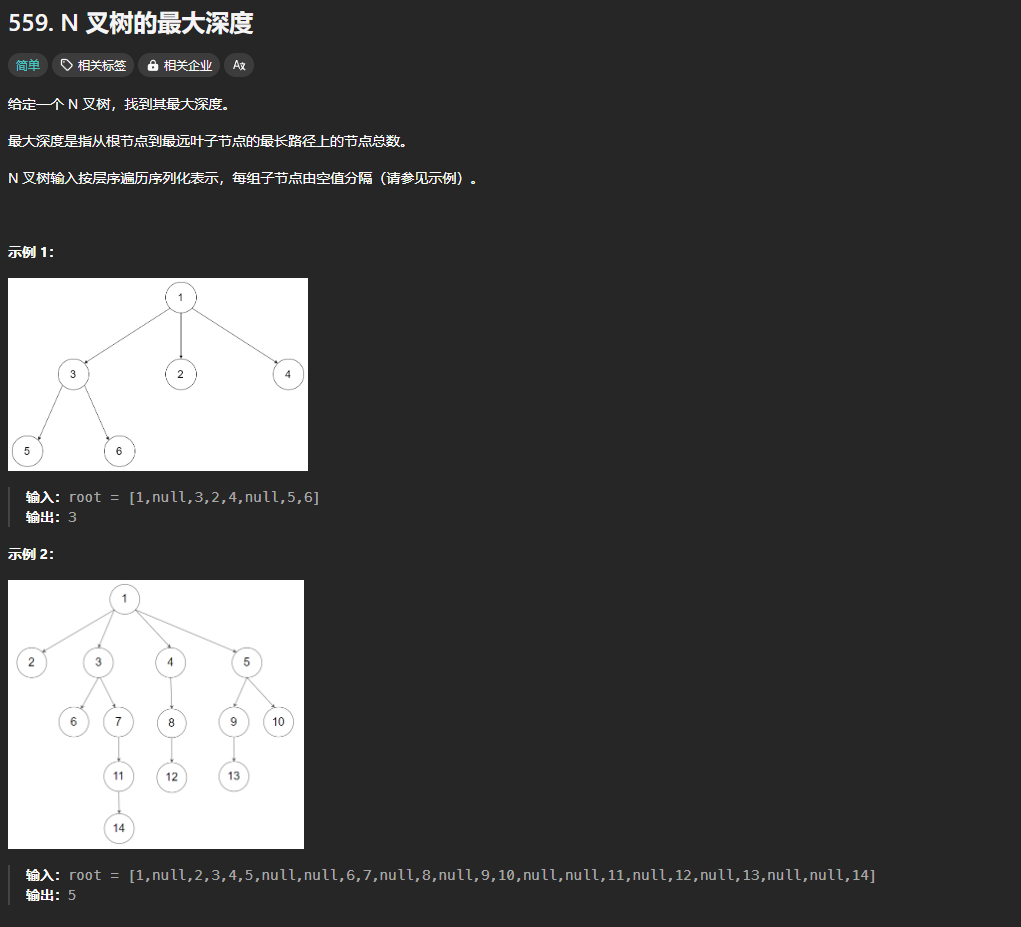 559. N 叉树的最大深度
简单 相关标签 相关企业 Ax
给定一个 N 叉树，找到其最大深度。
最大深度是指从根节点到最远叶子节点的最长路径上的节点总数。
N 叉树输入按层序遍历序列化表示，每组子节点由空值分隔（请参见示例）。
示例 1：
1
3 2 4
5 6
输入：root = [1,null,3,2,4,null,5,6]
输出：3
示例 2：
1
2 3 4 5
6 7 8 9 10
11 12 13
14
输入：root = [1,null,2,3,4,5,null,null,6,7,null,8,null,9,10,null,null,11,null,12,null,13,null,null,14]
输出：5